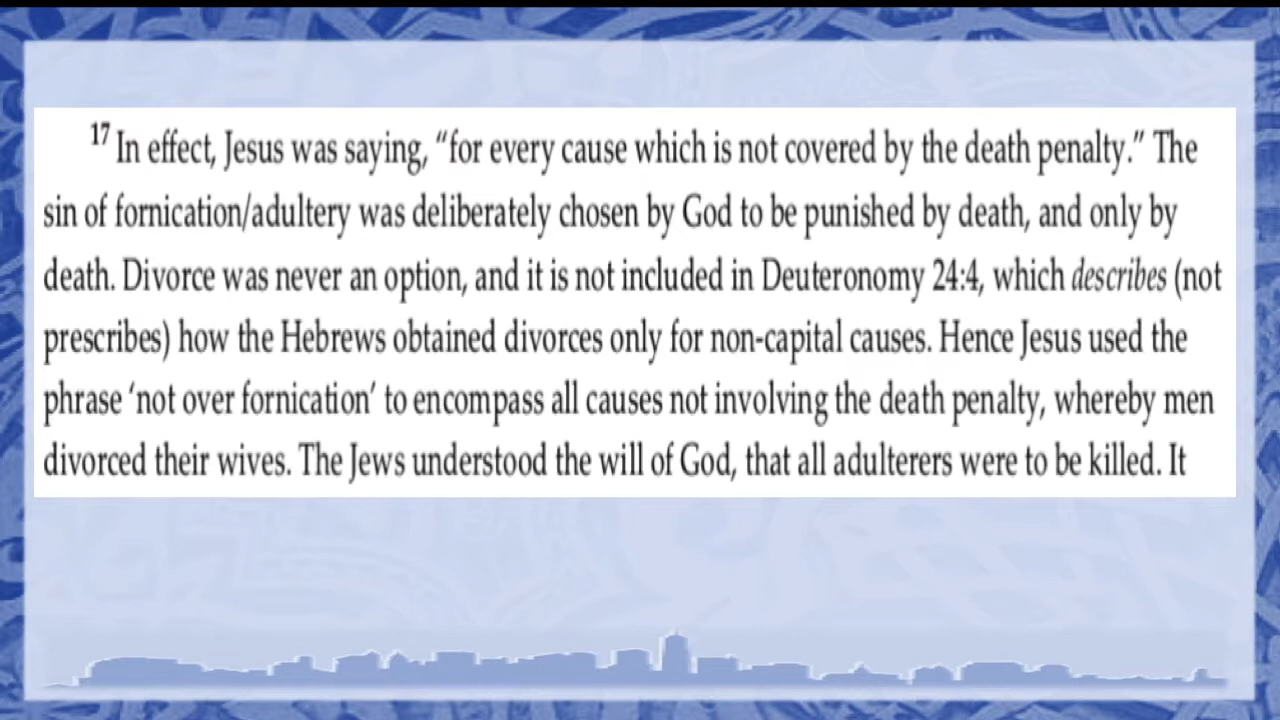 17 In effect, Jesus was saying, “for every cause which is not covered by the death penalty.” The
sin of fornication/adultery was deliberately chosen by God to be punished by death, and only by
death. Divorce was never an option, and it is not included in Deuteronomy 24:4, which describes (not
prescribes) how the Hebrews obtained divorces only for non-capital causes. Hence Jesus used the
phrase ‘not over fornication’ to encompass all causes not involving the death penalty, whereby men
divorced their wives. The Jews understood the will of God, that all adulterers were to be killed. It